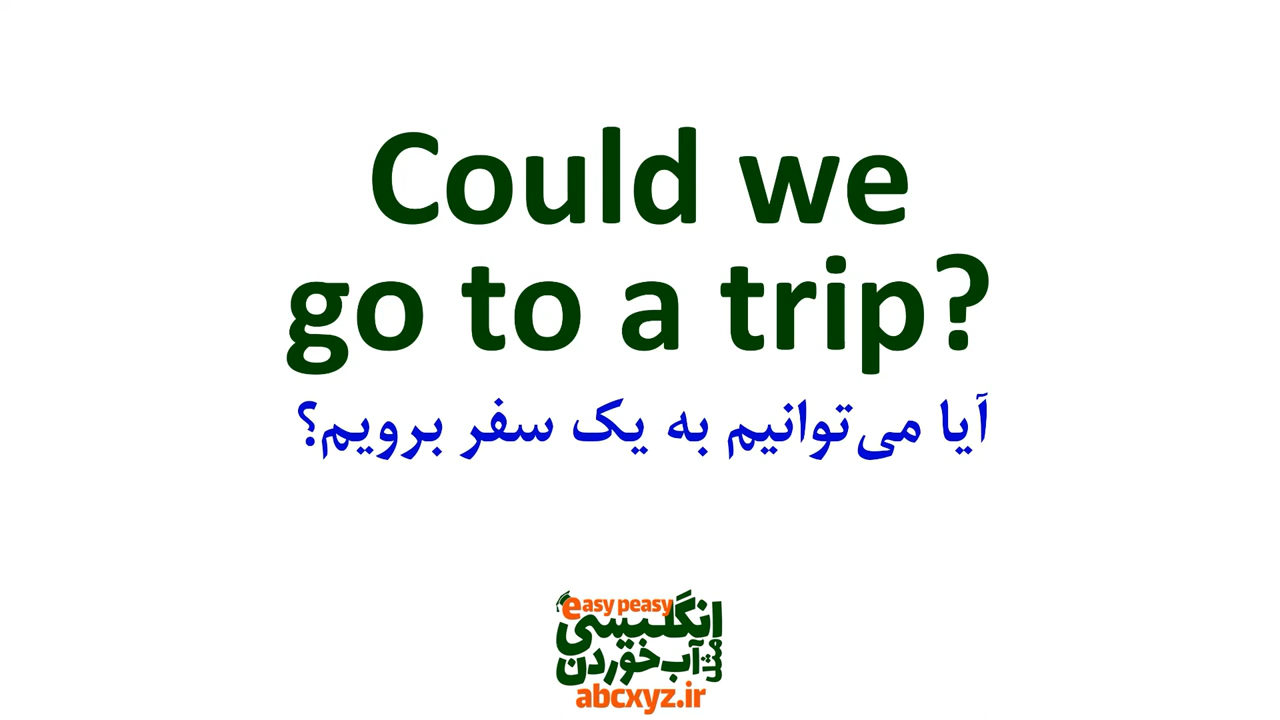 Could we
go to a trip?
آیا می‌توانیم به یک سفر برویم؟
easy peasy
انگلیسی
مثل آب خوردن
abcxyz.ir